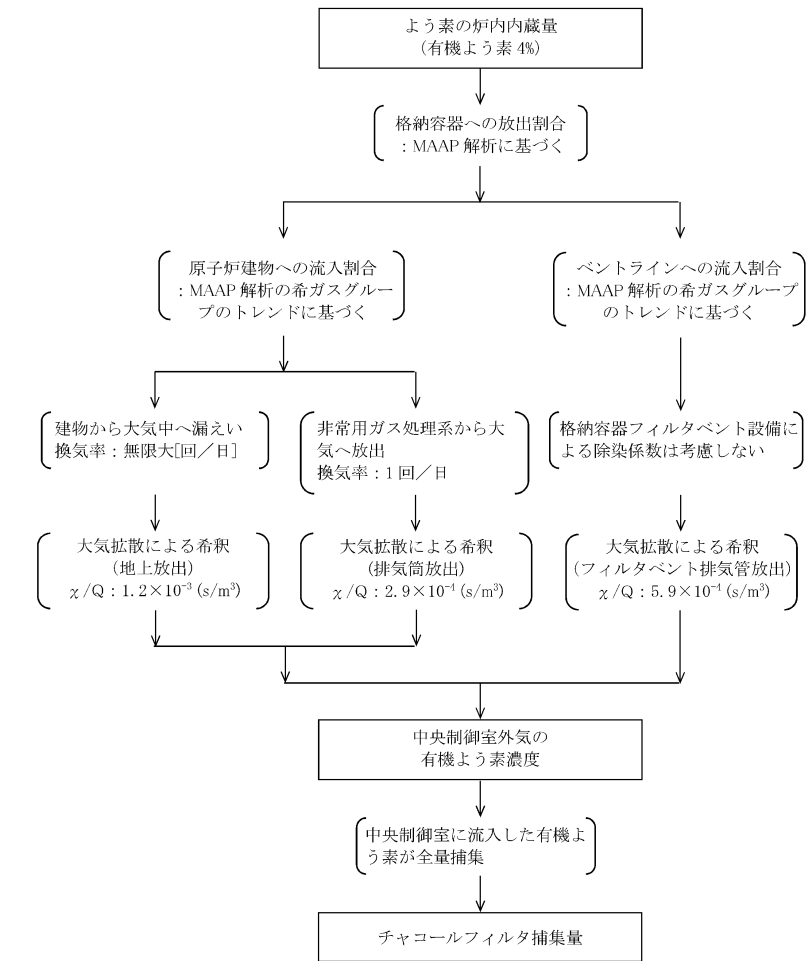 よう素の炉内内蔵量
(有機よう素 4%)
格納容器への放出割合
：MAAP 解析に基づく
原子炉建物への流入割合
：MAAP 解析の希ガスグルー
プのトレンドに基づく
ベントラインへの流入割合
：MAAP 解析の希ガスグループ
のトレンドに基づく
建物から大気中へ漏えい
換気率：無限大[回／日]
非常用ガス処理系から大
気へ放出
換気率：1 回／日
格納容器フィルタベント設備に
よる除染係数は考慮しない
大気拡散による希釈
(地上放出)
χ/Q：1.2×10⁻³ (s/m³)
大気拡散による希釈
(排気筒放出)
χ/Q：2.9×10⁻⁴ (s/m³)
大気拡散による希釈
(フィルタベント排気管放出)
χ/Q：5.9×10⁻⁴ (s/m³)
中央制御室外気の
有機よう素濃度
中央制御室に流入した有機よ
う素が全量捕集
チャコールフィルタ捕集量